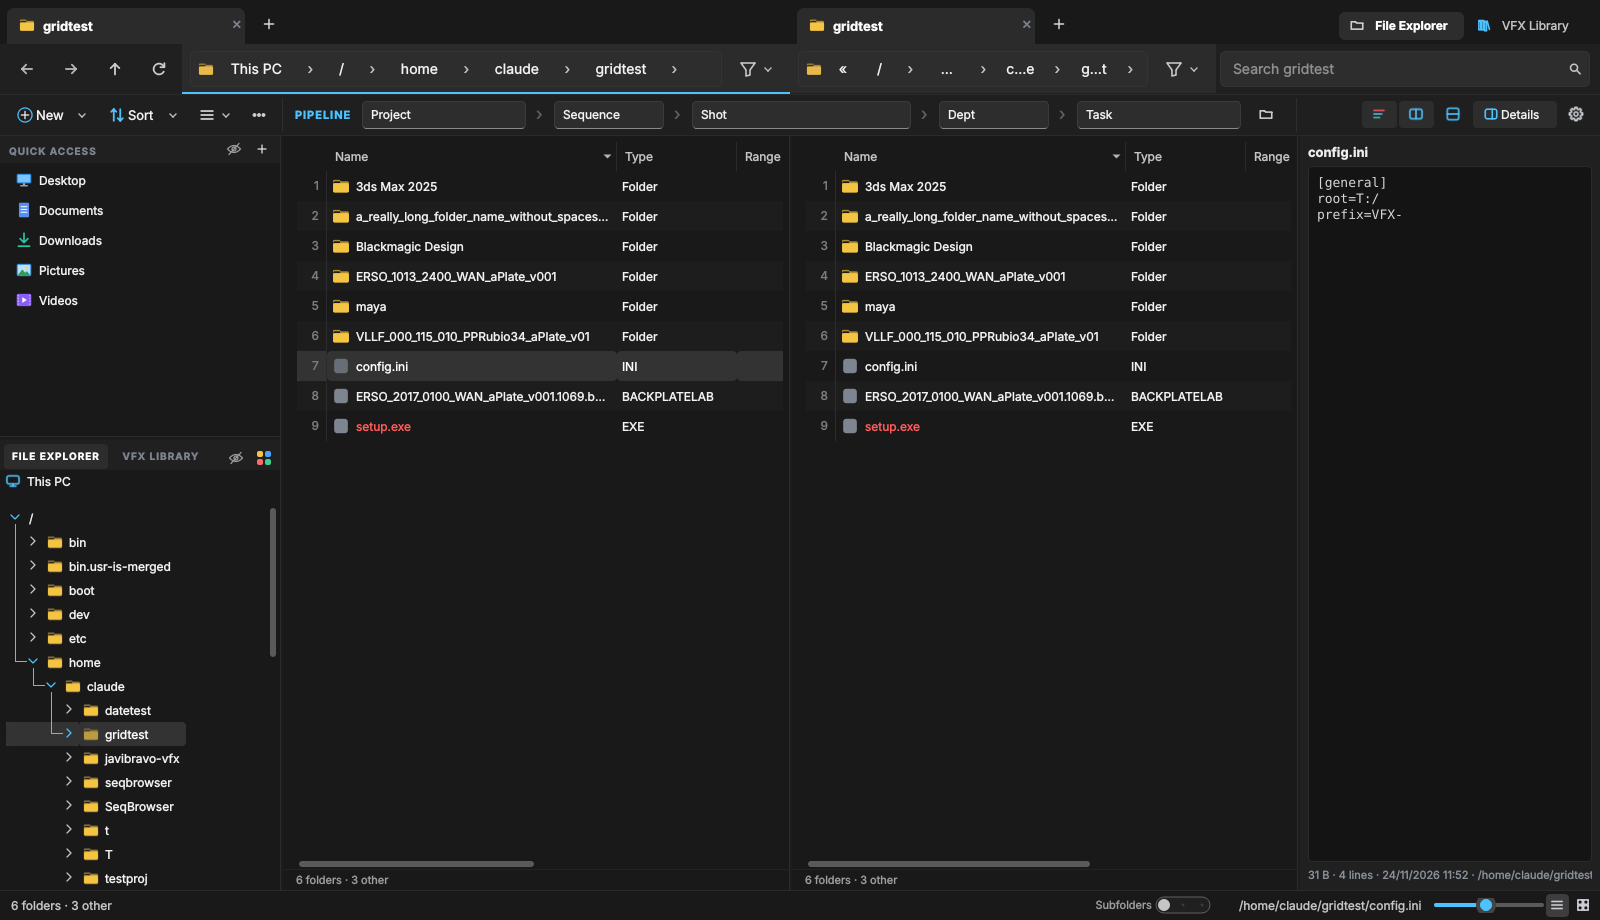 gridtest
gridtest
File Explorer
VFX Library
This PC › / › home › claude › gridtest ›
« / › ... › c...e › g...t ›
Search gridtest
New
Sort
PIPELINE
Project
Sequence
Shot
Dept
Task
Details
QUICK ACCESS
Desktop
Documents
Downloads
Pictures
Videos
FILE EXPLORER
VFX LIBRARY
This PC
/
bin
bin.usr-is-merged
boot
dev
etc
home
claude
datetest
gridtest
javibravo-vfx
seqbrowser
SeqBrowser
t
T
testproj
Name Type Range
1 3ds Max 2025 Folder
2 a_really_long_folder_name_without_spaces... Folder
3 Blackmagic Design Folder
4 ERSO_1013_2400_WAN_aPlate_v001 Folder
5 maya Folder
6 VLLF_000_115_010_PPRubio34_aPlate_v01 Folder
7 config.ini INI
8 ERSO_2017_0100_WAN_aPlate_v001.1069.b... BACKPLATELAB
9 setup.exe EXE
6 folders · 3 other
Name Type Range
1 3ds Max 2025 Folder
2 a_really_long_folder_name_without_spaces... Folder
3 Blackmagic Design Folder
4 ERSO_1013_2400_WAN_aPlate_v001 Folder
5 maya Folder
6 VLLF_000_115_010_PPRubio34_aPlate_v01 Folder
7 config.ini INI
8 ERSO_2017_0100_WAN_aPlate_v001.1069.b... BACKPLATELAB
9 setup.exe EXE
6 folders · 3 other
config.ini
[general]
root=T:/
prefix=VFX-
31 B · 4 lines · 24/11/2026 11:52 · /home/claude/gridtest
6 folders · 3 other
Subfolders
/home/claude/gridtest/config.ini